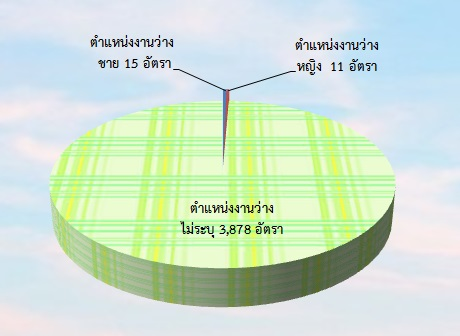 ตำแหน่งงานว่าง
ชาย 15 อัตรา
ตำแหน่งงานว่าง
หญิง 11 อัตรา
ตำแหน่งงานว่าง
ไม่ระบุ 3,878 อัตรา